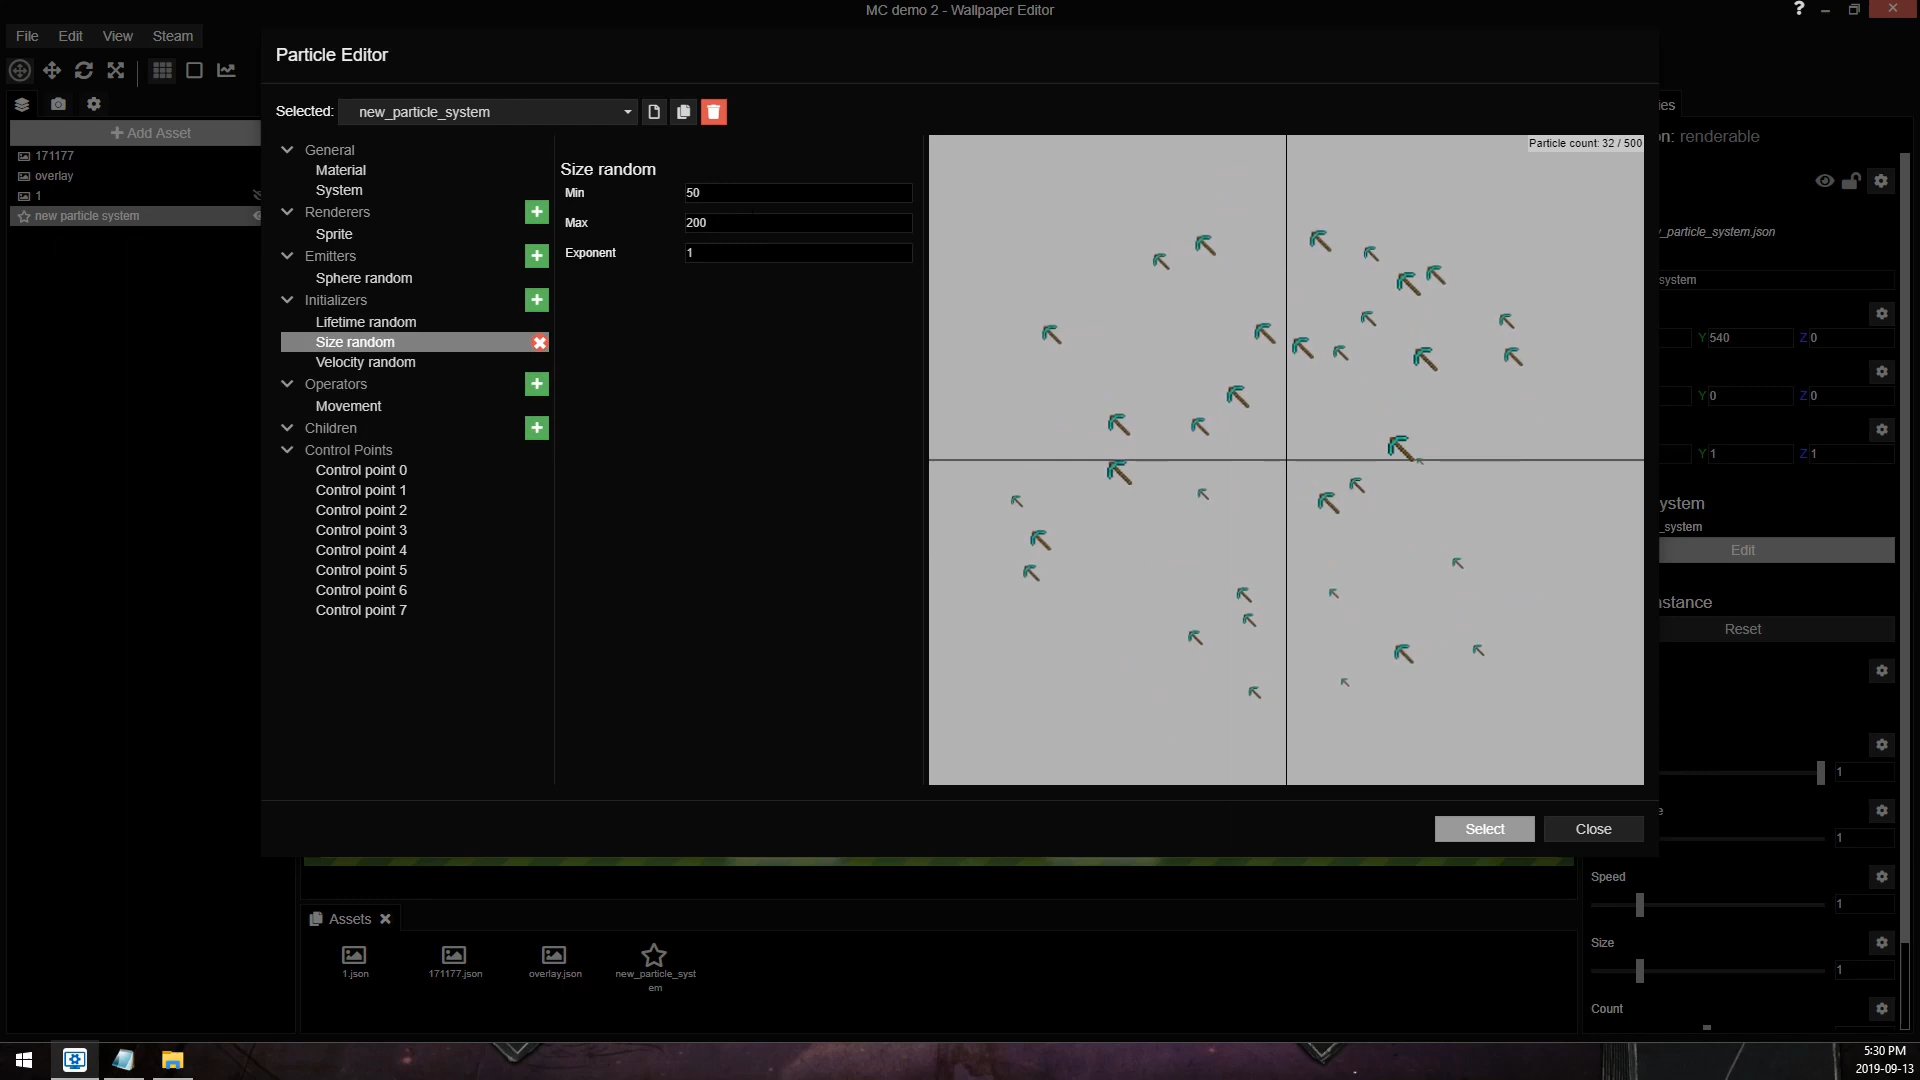 MC demo 2 - Wallpaper Editor
?
File Edit View Steam
Particle Editor
Selected: new_particle_system
Add Asset
171177
overlay
1
new particle system
General
Material
System
Renderers
Sprite
Emitters
Sphere random
Initializers
Lifetime random
Size random
Velocity random
Operators
Movement
Children
Control Points
Control point 0
Control point 1
Control point 2
Control point 3
Control point 4
Control point 5
Control point 6
Control point 7
Size random
Min 50
Max 200
Exponent 1
Particle count: 32 / 500
ies
n: renderable
_particle_system.json
system
Y 540 Z 0
Y 0 Z 0
Y 1 Z 1
ystem
_system
Edit
nstance
Reset
1
e
1
Speed
1
Size
1
Count
Select Close
Assets
1.json
171177.json
overlay.json
new_particle_syst
em
5:30 PM
2019-09-13